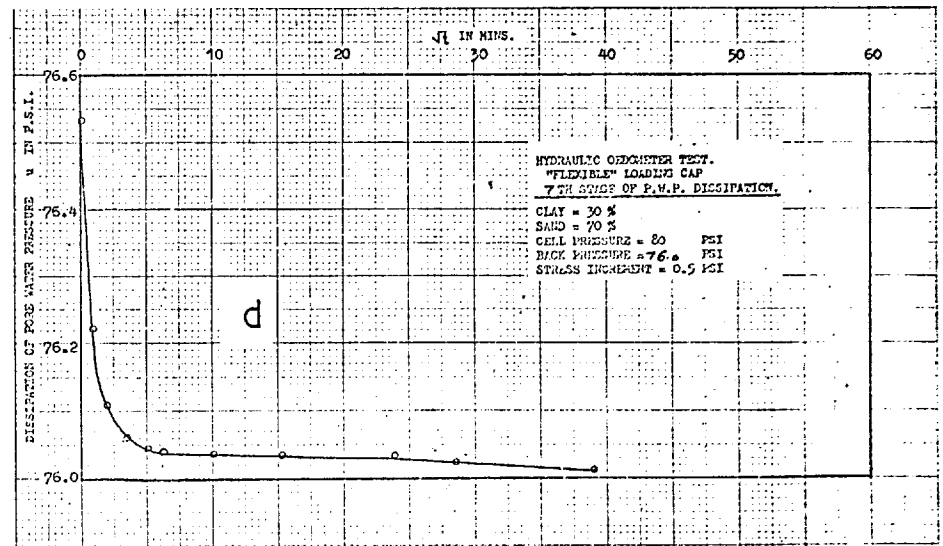 √t IN MINS.
0 10 20 30 40 50 60
76.6
76.4
76.2
76.0
DISSIPATION OF PORE WATER PRESSURE u IN P.S.I.
HYDRAULIC OEDOMETER TEST.
"FLEXIBLE" LOADING CAP
7 TH STAGE OF P.W.P. DISSIPATION.
CLAY = 30 %
SAND = 70 %
CELL PRESSURE = 80 PSI
BACK PRESSURE = 76.0 PSI
STRESS INCREMENT = 0.5 PSI
d